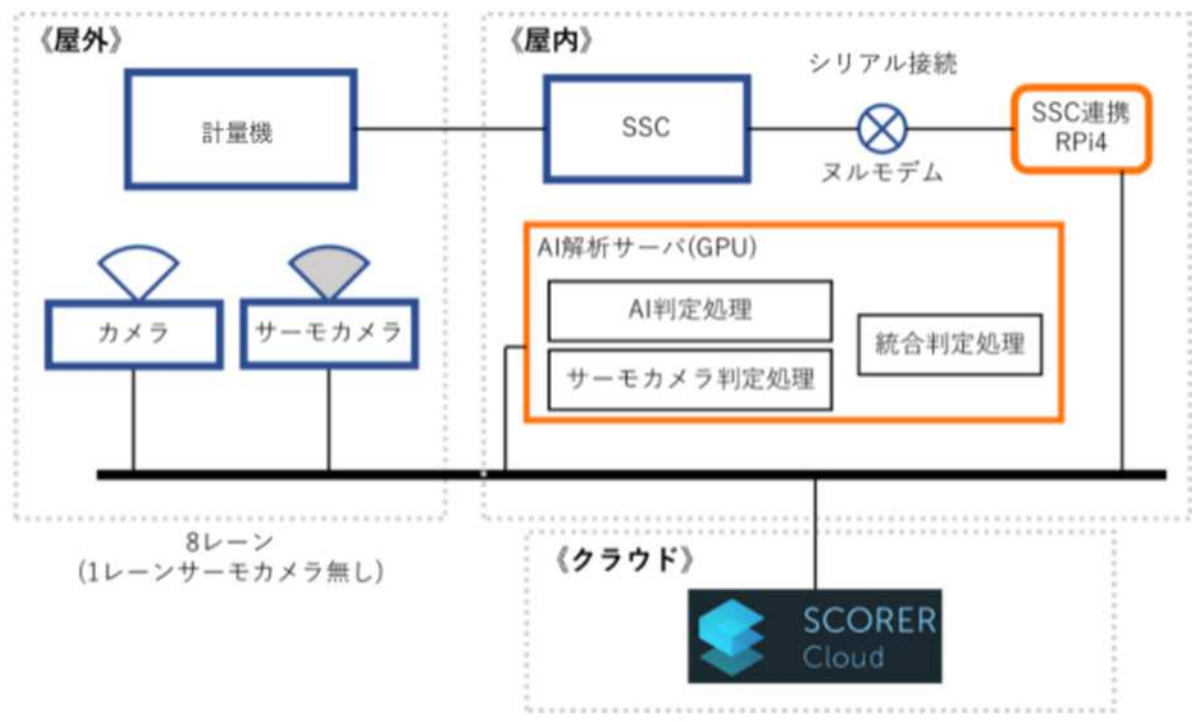 《屋外》
計量機
カメラ
サーモカメラ
8レーン
(1レーンサーモカメラ無し)
《屋内》
SSC
シリアル接続
ヌルモデム
SSC連携
RPi4
AI解析サーバ(GPU)
AI判定処理
サーモカメラ判定処理
統合判定処理
《クラウド》
SCORER
Cloud